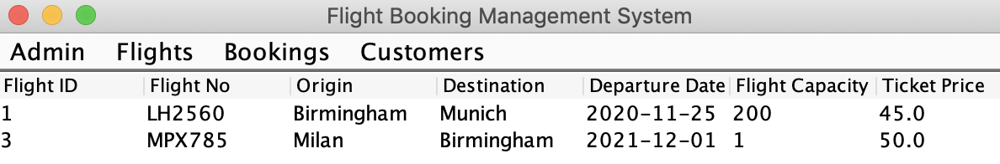 Flight Booking Management System
Admin Flights Bookings Customers
Flight ID Flight No Origin Destination Departure Date Flight Capacity Ticket Price
1 LH2560 Birmingham Munich 2020-11-25 200 45.0
3 MPX785 Milan Birmingham 2021-12-01 1 50.0